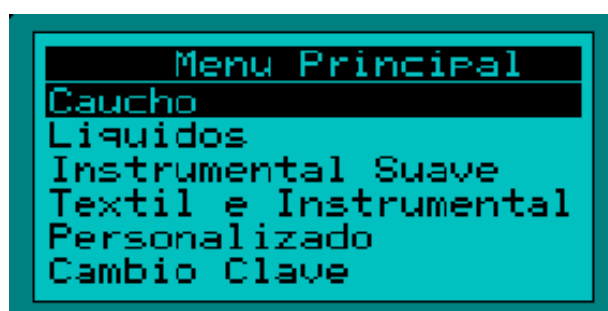 Menu Principal
Caucho
Liquidos
Instrumental Suave
Textil e Instrumental
Personalizado
Cambio Clave